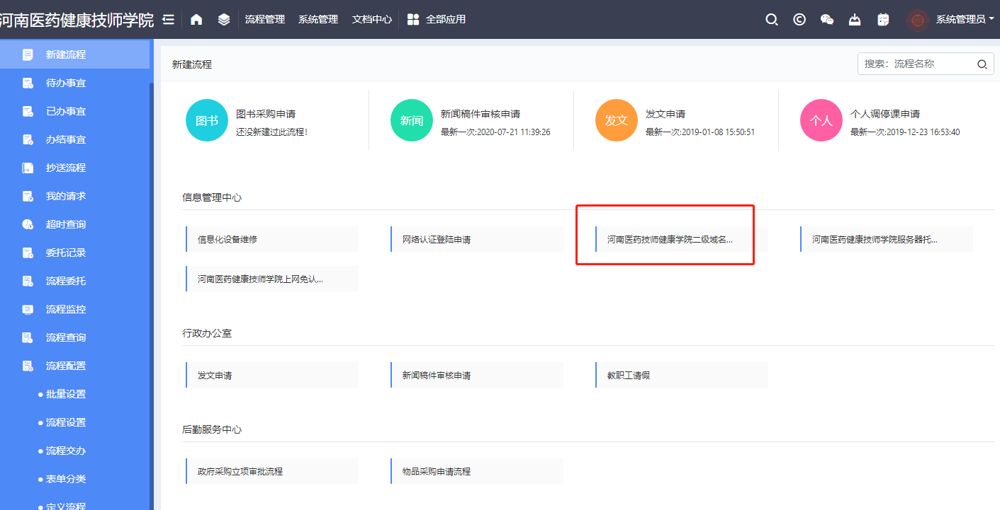 河南医药健康技师学院
流程管理 系统管理 文档中心 全部应用
系统管理员
新建流程
待办事宜
已办事宜
办结事宜
抄送流程
我的请求
超时查询
委托记录
流程委托
流程监控
流程查询
流程配置
批量设置
流程设置
流程交办
表单分类
定义流程
新建流程
搜索：流程名称
图书
图书采购申请
还没新建过此流程!
新闻
新闻稿件审核申请
最新一次:2020-07-21 11:39:26
发文
发文申请
最新一次:2019-01-08 15:50:51
个人
个人调停课申请
最新一次:2019-12-23 16:53:40
信息管理中心
信息化设备维修
网络认证登陆申请
河南医药技师健康学院二级域名...
河南医药健康技师学院服务器托...
河南医药健康技师学院上网免认...
行政办公室
发文申请
新闻稿件审核申请
教职工请假
后勤服务中心
政府采购立项审批流程
物品采购申请流程